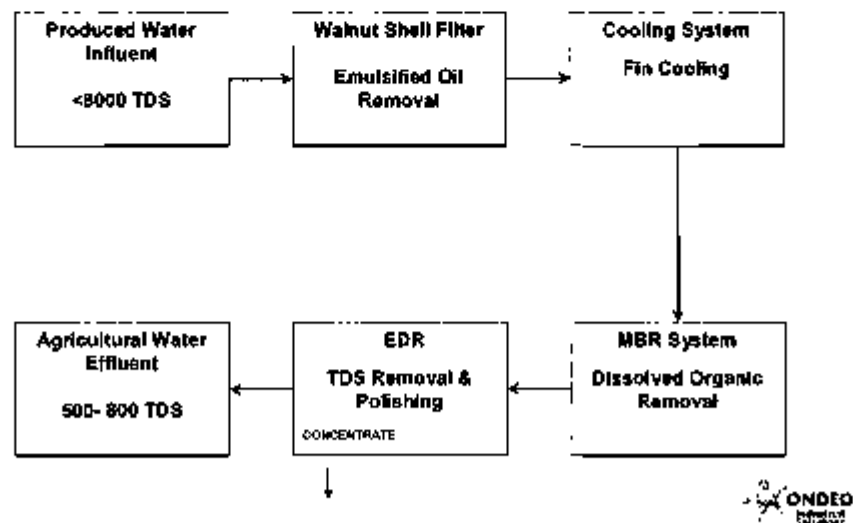 Produced Water
Influent
<8000 TDS
Walnut Shell Filter
Emulsified Oil
Removal
Cooling System
Fin Cooling
Agricultural Water
Effluent
500- 800 TDS
EDR
TDS Removal &
Polishing
CONCENTRATE
MBR System
Dissolved Organic
Removal
ONDEO